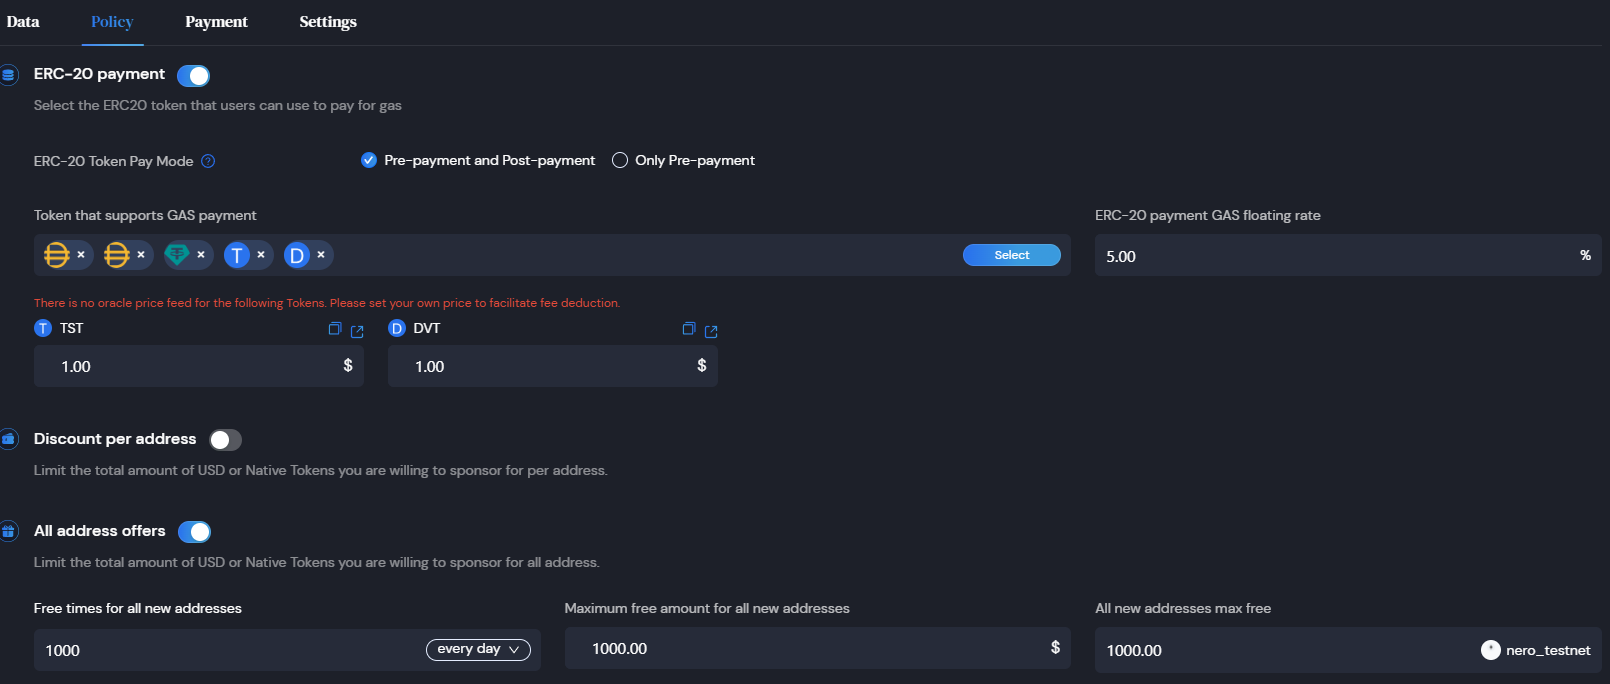 Data Policy Payment Settings
ERC-20 payment
Select the ERC20 token that users can use to pay for gas
ERC-20 Token Pay Mode ? Pre-payment and Post-payment Only Pre-payment
Token that supports GAS payment ERC-20 payment GAS floating rate
× × × T × D × Select 5.00 %
There is no oracle price feed for the following Tokens. Please set your own price to facilitate fee deduction.
T TST D DVT
1.00 $ 1.00 $
Discount per address
Limit the total amount of USD or Native Tokens you are willing to sponsor for per address.
All address offers
Limit the total amount of USD or Native Tokens you are willing to sponsor for all address.
Free times for all new addresses Maximum free amount for all new addresses All new addresses max free
1000 every day 1000.00 $ 1000.00 nero_testnet